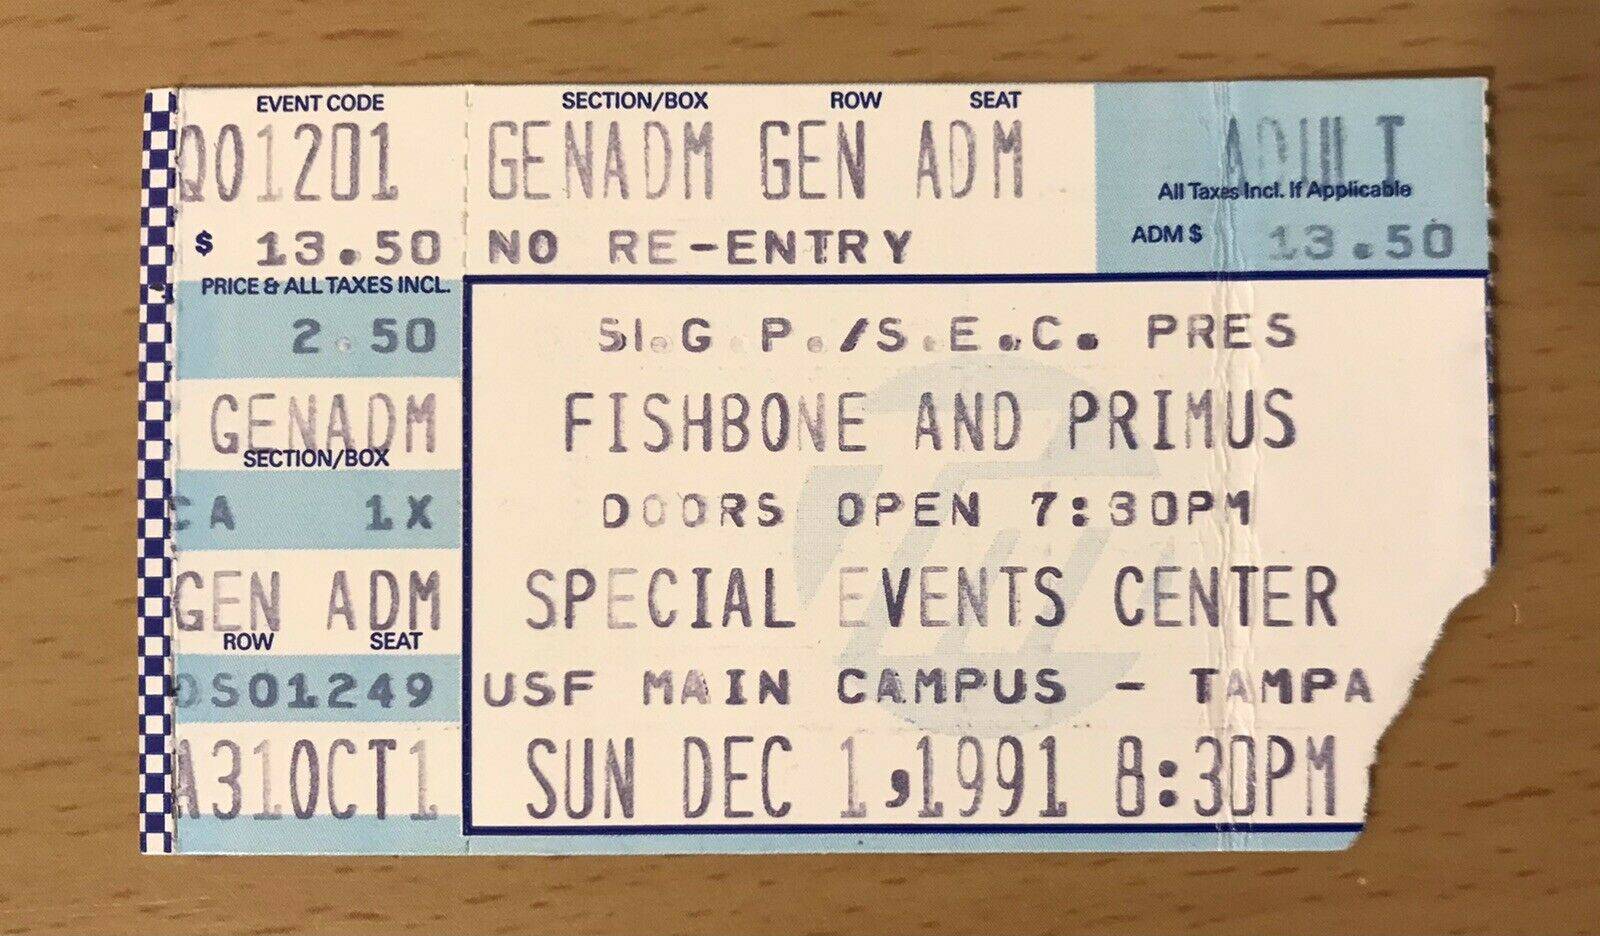 EVENT CODE SECTION/BOX ROW SEAT
Q01201 GENADM GEN ADM ADULT
All Taxes Incl. If Applicable
$ 13.50 NO RE-ENTRY ADM $ 13.50
PRICE & ALL TAXES INCL.
2.50
GENADM
SECTION/BOX
CA 1X
GEN ADM
ROW SEAT
0S01249
A31OCT1
S.G.P./S.E.C. PRES
FISHBONE AND PRIMUS
DOORS OPEN 7:30PM
SPECIAL EVENTS CENTER
USF MAIN CAMPUS - TAMPA
SUN DEC 1,1991 8:30PM